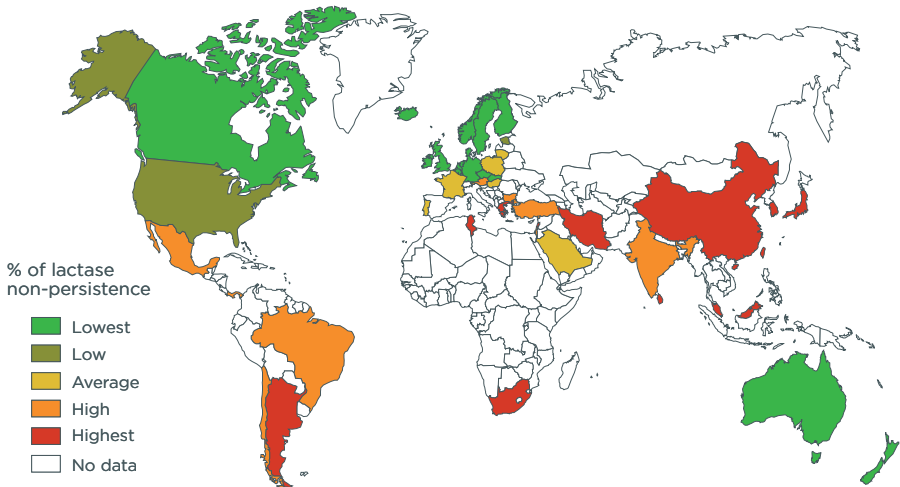 % of lactase
non-persistence
Lowest
Low
Average
High
Highest
No data